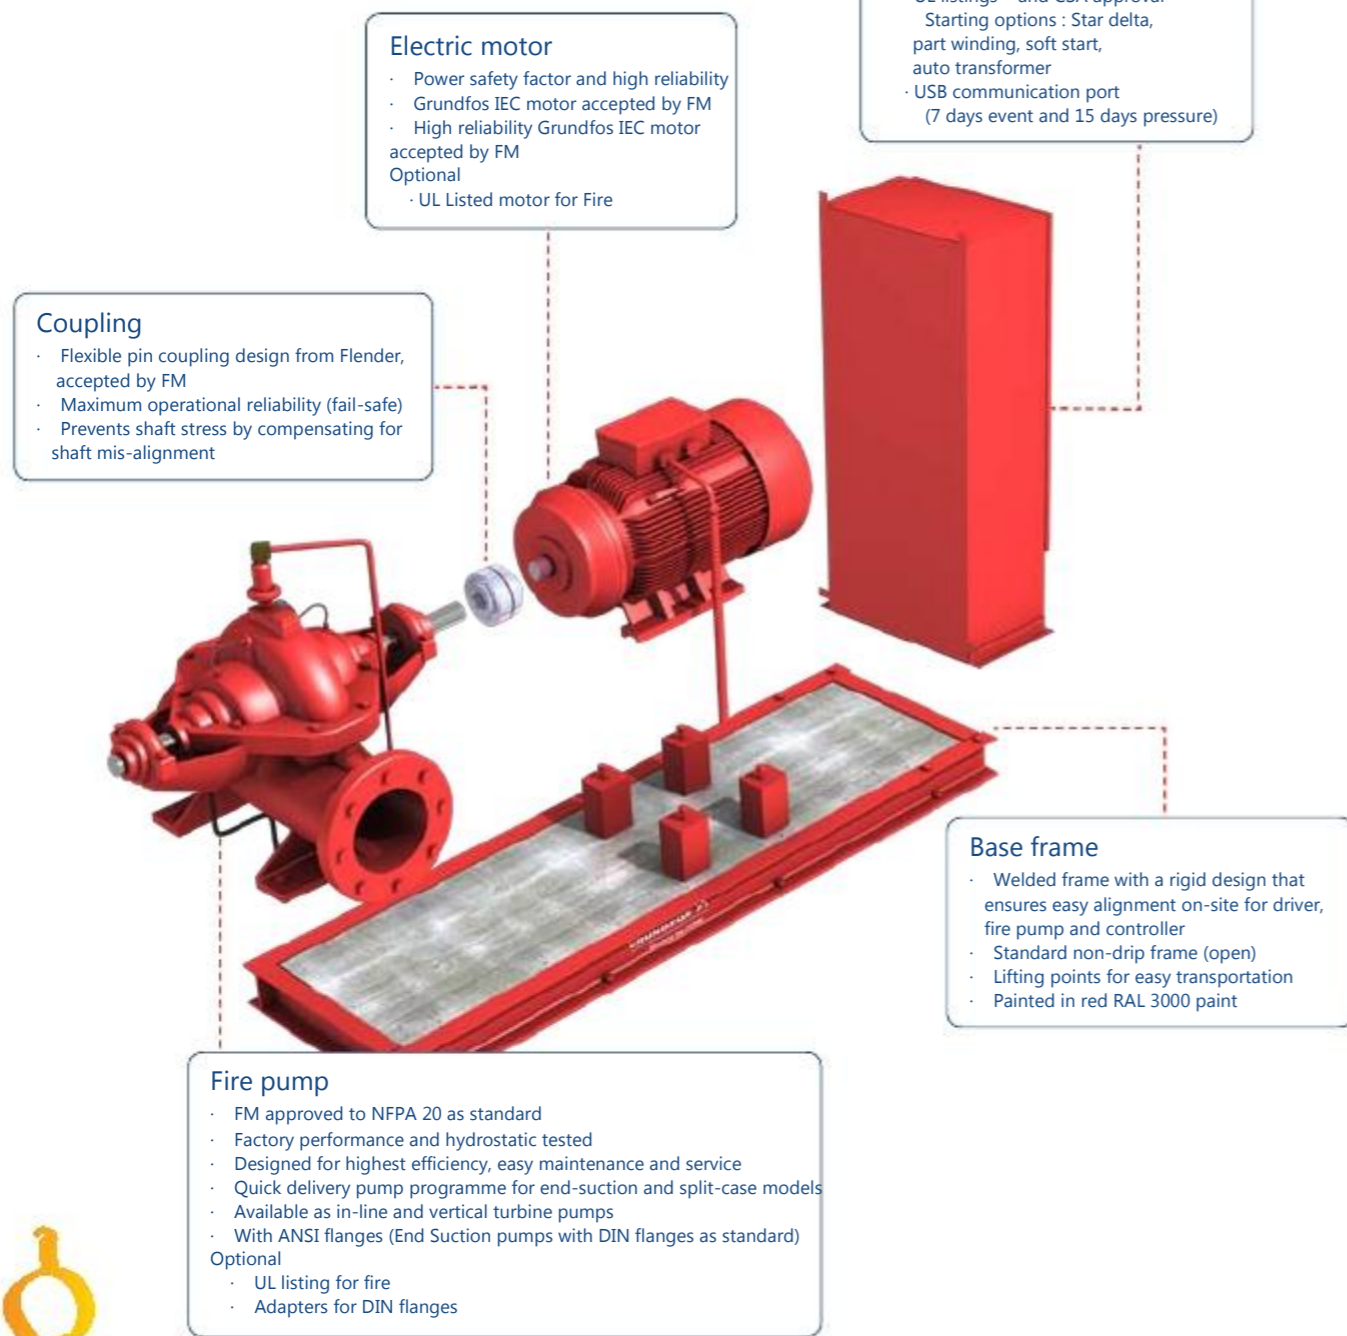 and
approval
Starting options : Star delta,
part winding, soft start,
auto transformer
· USB communication port
(7 days event and 15 days pressure)
Electric motor
· Power safety factor and high reliability
· Grundfos IEC motor accepted by FM
· High reliability Grundfos IEC motor
accepted by FM
Optional
· UL Listed motor for Fire
Coupling
· Flexible pin coupling design from Flender,
accepted by FM
· Maximum operational reliability (fail-safe)
· Prevents shaft stress by compensating for
shaft mis-alignment
Base frame
· Welded frame with a rigid design that
ensures easy alignment on-site for driver,
fire pump and controller
· Standard non-drip frame (open)
· Lifting points for easy transportation
· Painted in red RAL 3000 paint
Fire pump
· FM approved to NFPA 20 as standard
· Factory performance and hydrostatic tested
· Designed for highest efficiency, easy maintenance and service
· Quick delivery pump programme for end-suction and split-case models
· Available as in-line and vertical turbine pumps
· With ANSI flanges (End Suction pumps with DIN flanges as standard)
Optional
· UL listing for fire
· Adapters for DIN flanges